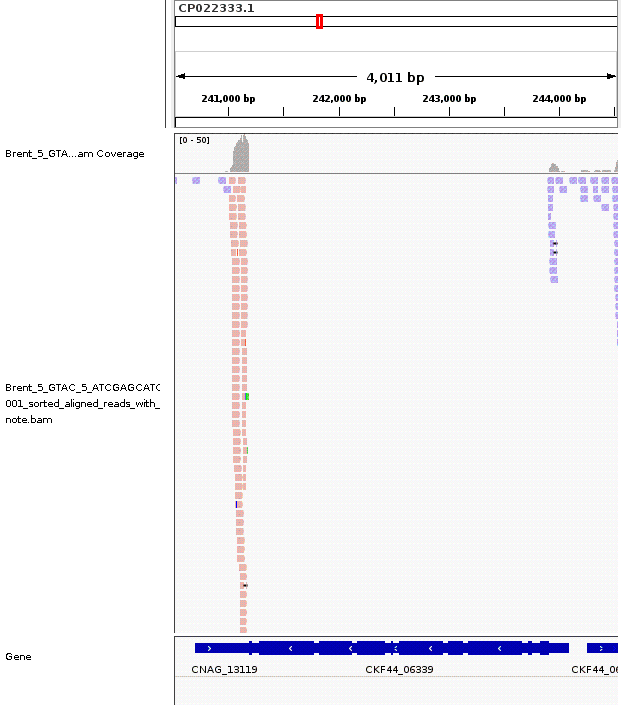 CP022333.1
4,011 bp
241,000 bp 242,000 bp 243,000 bp 244,000 bp
[0 - 50]
Brent_5_GTA...am Coverage
Brent_5_GTAC_5_ATCGAGCATC
001_sorted_aligned_reads_with_
note.bam
Gene
CNAG_13119 CKF44_06339 CKF44_06